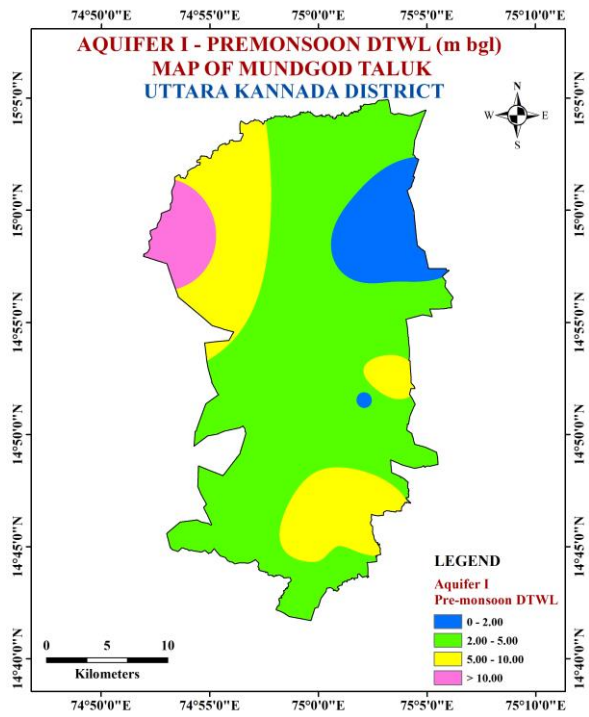 74°50'0"E 74°55'0"E 75°0'0"E 75°5'0"E 75°10'0"E
AQUIFER I - PREMONSOON DTWL (m bgl)
MAP OF MUNDGOD TALUK
UTTARA KANNADA DISTRICT
N
W E
S
15°5'0"N 15°5'0"N
15°0'0"N 15°0'0"N
14°55'0"N 14°55'0"N
14°50'0"N 14°50'0"N
14°45'0"N 14°45'0"N
14°40'0"N 14°40'0"N
LEGEND
Aquifer I
Pre-monsoon DTWL
0 - 2.00
2.00 - 5.00
5.00 - 10.00
> 10.00
0 5 10
Kilometers
74°50'0"E 74°55'0"E 75°0'0"E 75°5'0"E 75°10'0"E